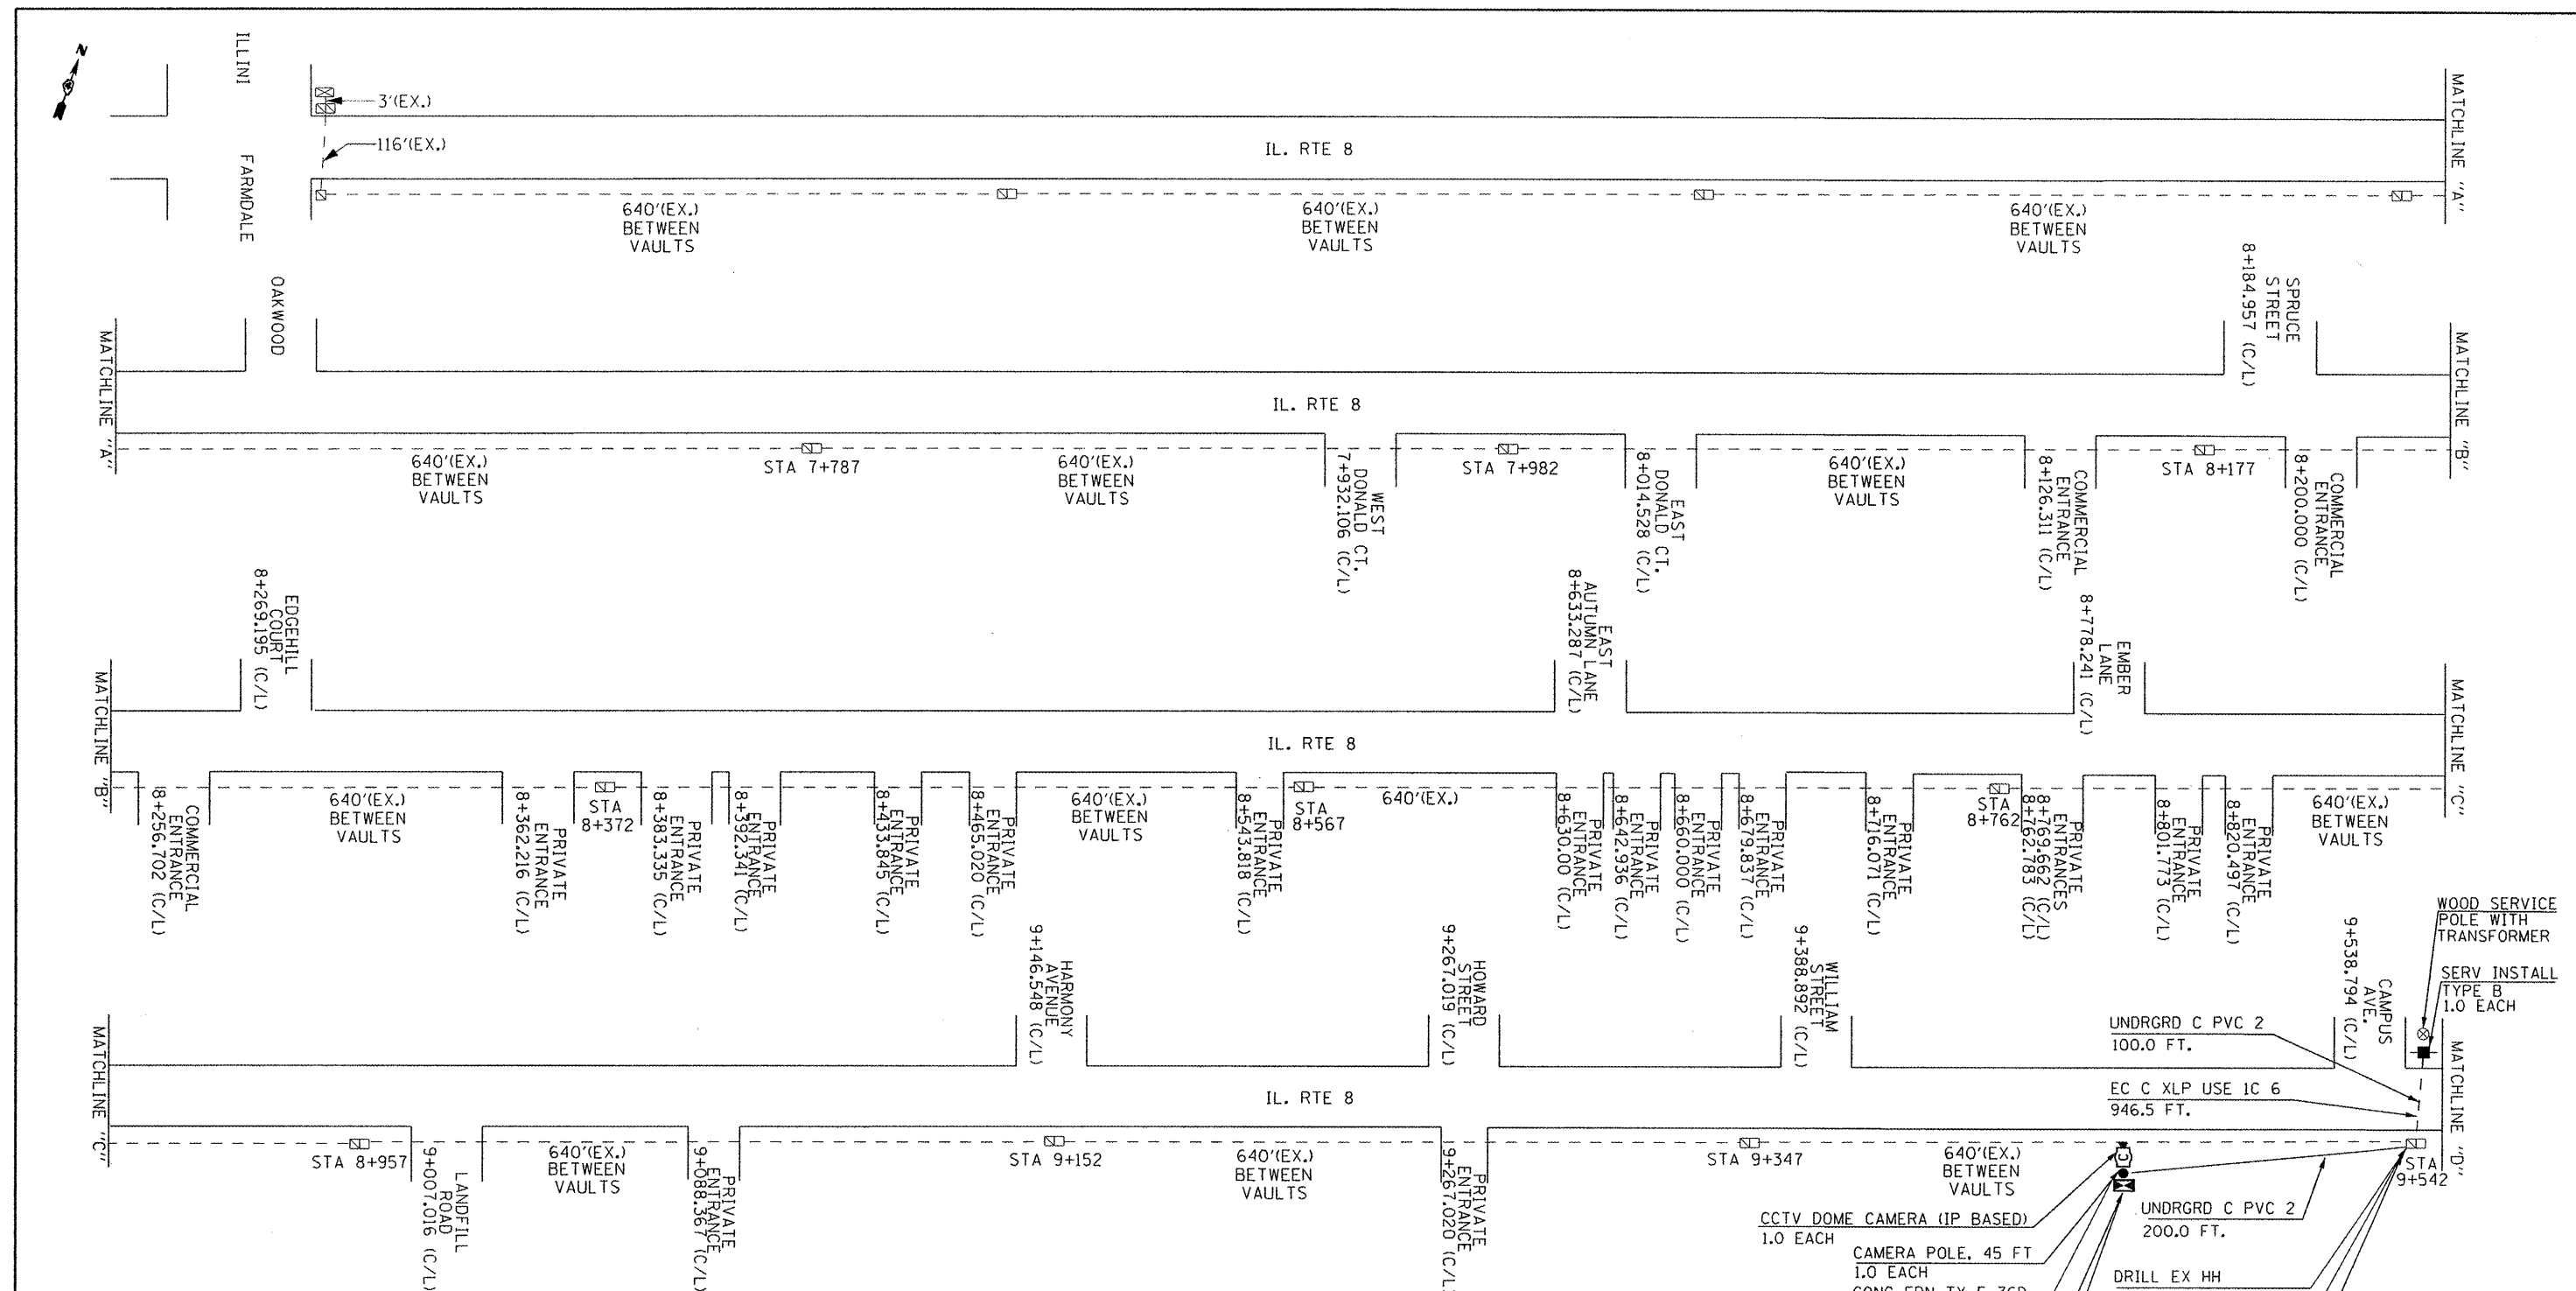 N
ILLINI
FARMDALE
3'(EX.)
116'(EX.)
IL. RTE 8
MATCHLINE "A"
640'(EX.)
BETWEEN
VAULTS
640'(EX.)
BETWEEN
VAULTS
640'(EX.)
BETWEEN
VAULTS
OAKWOOD
SPRUCE
STREET
8+184.957 (C/L)
MATCHLINE "A"
IL. RTE 8
MATCHLINE "B"
640'(EX.)
BETWEEN
VAULTS
STA 7+787
640'(EX.)
BETWEEN
VAULTS
WEST
DONALD CT.
7+932.106 (C/L)
STA 7+982
EAST
DONALD CT.
8+014.528 (C/L)
640'(EX.)
BETWEEN
VAULTS
COMMERCIAL
ENTRANCE
8+126.311 (C/L)
STA 8+177
COMMERCIAL
ENTRANCE
8+200.000 (C/L)
EDGEHILL
COURT
8+269.195 (C/L)
EAST
AUTUMN LANE
8+633.287 (C/L)
EMBER
LANE
8+778.241 (C/L)
MATCHLINE "B"
IL. RTE 8
MATCHLINE "C"
COMMERCIAL
ENTRANCE
8+256.702 (C/L)
640'(EX.)
BETWEEN
VAULTS
PRIVATE
ENTRANCE
8+362.216 (C/L)
STA
8+372
PRIVATE
ENTRANCE
8+383.335 (C/L)
PRIVATE
ENTRANCE
8+392.341 (C/L)
PRIVATE
ENTRANCE
8+433.845 (C/L)
PRIVATE
ENTRANCE
8+465.020 (C/L)
640'(EX.)
BETWEEN
VAULTS
PRIVATE
ENTRANCE
8+543.818 (C/L)
STA
8+567
640'(EX.)
PRIVATE
ENTRANCE
8+630.00 (C/L)
PRIVATE
ENTRANCE
8+642.936 (C/L)
PRIVATE
ENTRANCE
8+660.000 (C/L)
PRIVATE
ENTRANCE
8+679.837 (C/L)
PRIVATE
ENTRANCE
8+716.071 (C/L)
STA
8+762
PRIVATE
ENTRANCES
8+769.662 (C/L)
8+762.783 (C/L)
PRIVATE
ENTRANCE
8+801.773 (C/L)
PRIVATE
ENTRANCE
8+820.497 (C/L)
640'(EX.)
BETWEEN
VAULTS
HARMONY
AVENUE
9+146.548 (C/L)
HOWARD
STREET
9+267.019 (C/L)
WILLIAM
STREET
9+388.892 (C/L)
CAMPUS
AVE.
9+538.794 (C/L)
WOOD SERVICE
POLE WITH
TRANSFORMER
SERV INSTALL
TYPE B
1.0 EACH
UNDRGRD C PVC 2
100.0 FT.
EC C XLP USE 1C 6
946.5 FT.
MATCHLINE "C"
IL. RTE 8
MATCHLINE "D"
STA 8+957
LANDFILL
ROAD
9+007.016 (C/L)
640'(EX.)
BETWEEN
VAULTS
PRIVATE
ENTRANCE
9+088.367 (C/L)
STA 9+152
640'(EX.)
BETWEEN
VAULTS
PRIVATE
ENTRANCE
9+267.020 (C/L)
STA 9+347
640'(EX.)
BETWEEN
VAULTS
C
STA
9+542
CCTV DOME CAMERA (IP BASED)
1.0 EACH
UNDRGRD C PVC 2
200.0 FT.
CAMERA POLE, 45 FT
1.0 EACH
DRILL EX HH